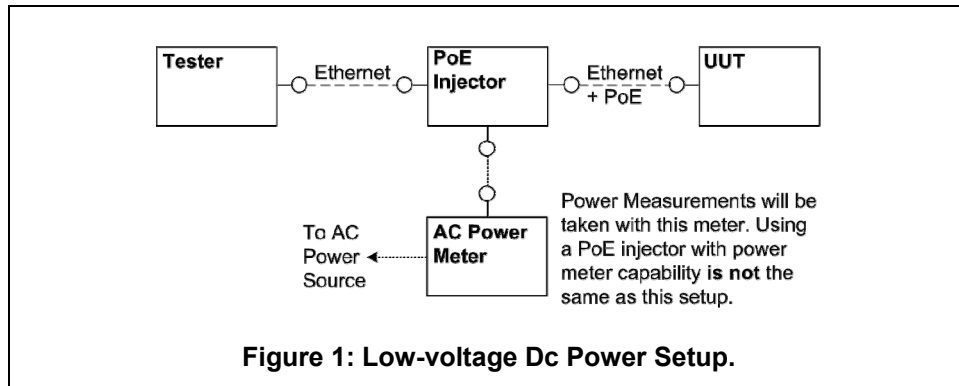 Tester
Ethernet
PoE
Injector
Ethernet
+ PoE
UUT
To AC
Power
Source
AC Power
Meter
Power Measurements will be
taken with this meter. Using
a PoE injector with power
meter capability is not the
same as this setup.
Figure 1: Low-voltage Dc Power Setup.